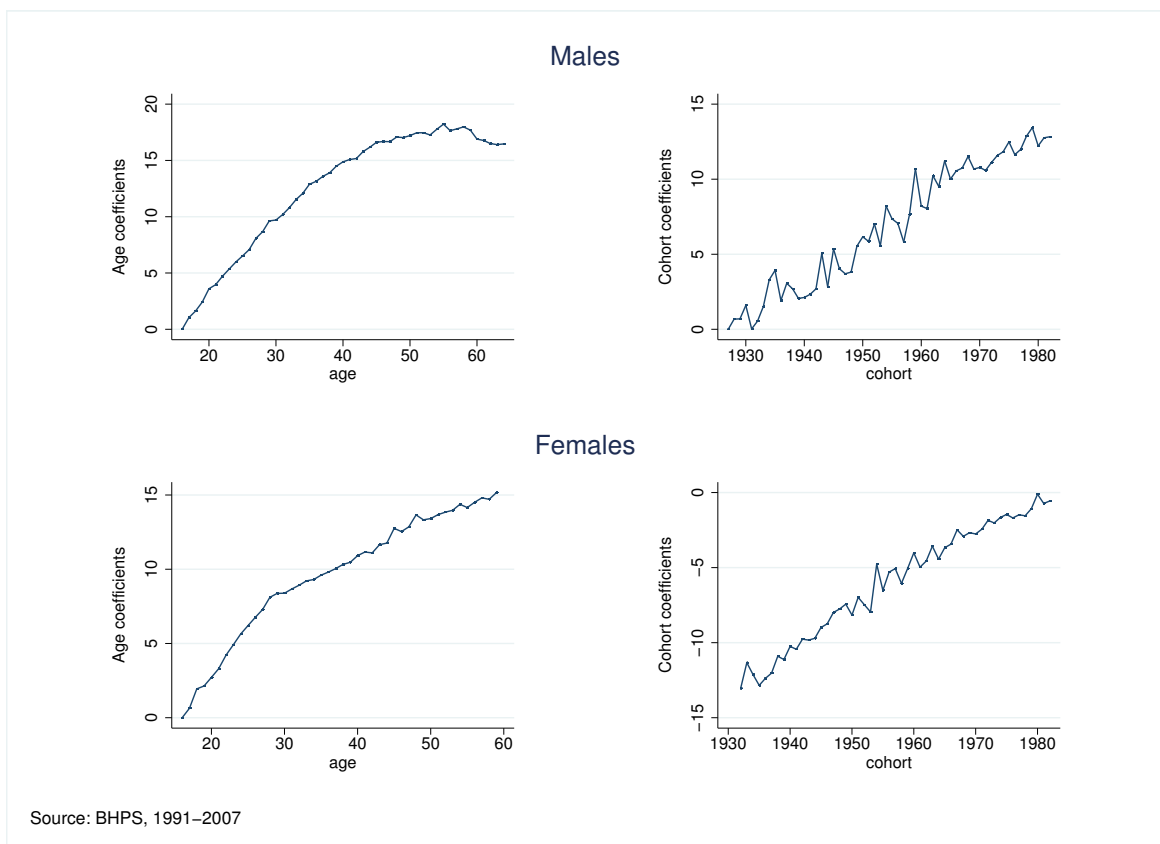 Males
Age coefficients
20
15
10
5
0
20 30 40 50 60
age
Cohort coefficients
15
10
5
0
1930 1940 1950 1960 1970 1980
cohort
Females
Age coefficients
15
10
5
0
20 30 40 50 60
age
Cohort coefficients
0
−5
−10
−15
1930 1940 1950 1960 1970 1980
cohort
Source: BHPS, 1991−2007